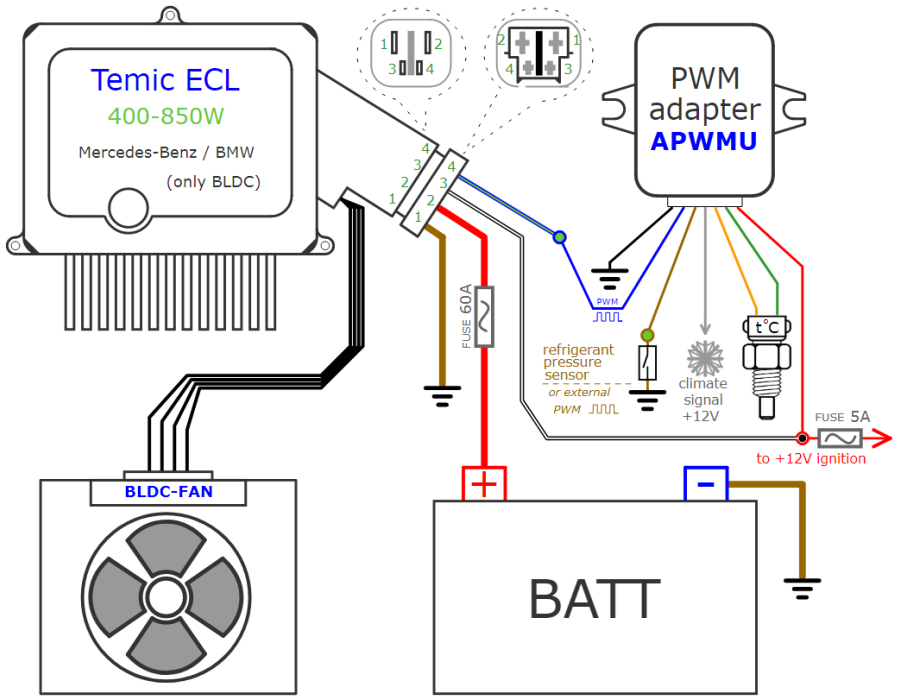 Temic ECL
400-850W
Mercedes-Benz / BMW
(only BLDC)
1 2
3 4
2 1
4 3
4
3
2
1
4
3
2
1
PWM
adapter
APWMU
PWM
FUSE 60A
refrigerant
pressure
sensor
or external
PWM
climate
signal
+12V
t°C
FUSE 5A
to +12V ignition
BLDC-FAN
+
-
BATT